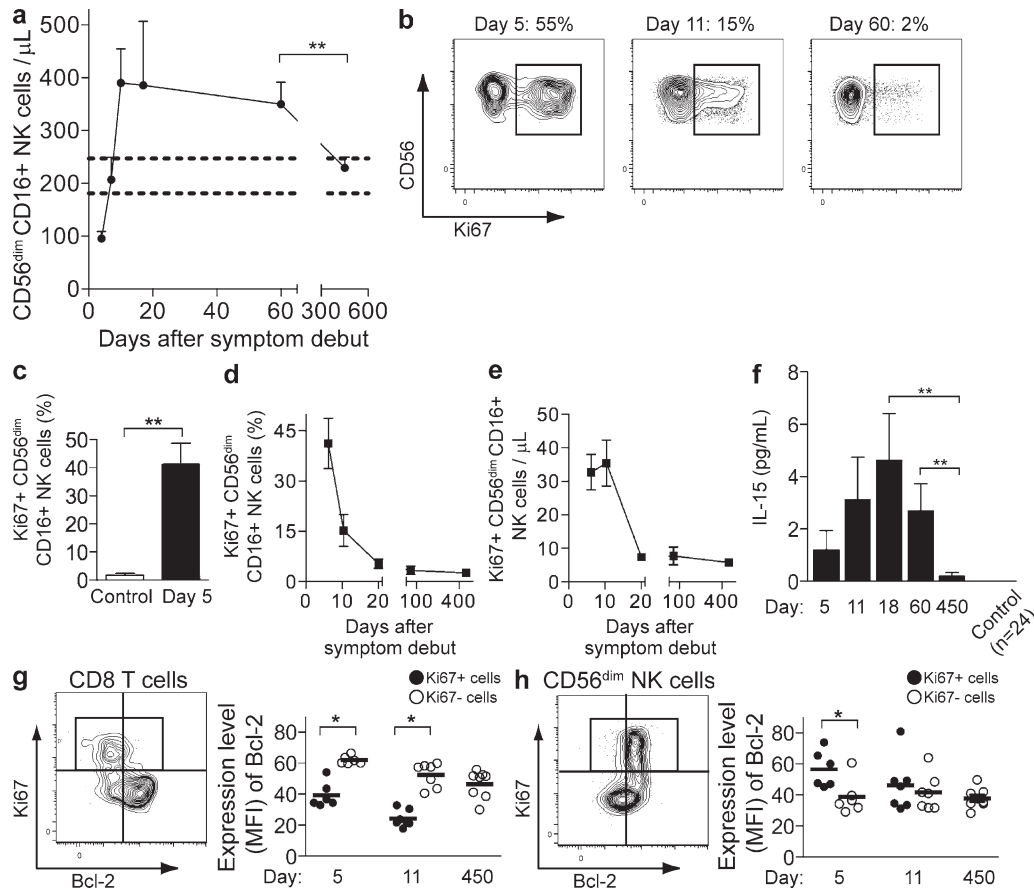 a
CD56dim CD16+ NK cells /μL
500
400
300
200
100
0
**
0 20 40 60 300 600
Days after symptom debut
b
Day 5: 55% Day 11: 15% Day 60: 2%
CD56
Ki67
0 0 0
0 0 0
c
Ki67+ CD56dim
CD16+ NK cells (%)
50
40
30
20
10
0
**
Control Day 5
d
Ki67+ CD56dim
CD16+ NK cells (%)
45
30
15
0
0 10 20 100 400
Days after
symptom debut
e
Ki67+ CD56dim CD16+
NK cells / μL
50
40
30
20
10
0
0 10 20 100 400
Days after
symptom debut
f
IL-15 (pg/mL)
8
6
4
2
0
**
**
Day: 5 11 18 60 450
Control
(n=24)
g
CD8 T cells
Ki67
Bcl-2
0
0
0
Ki67+ cells
Ki67- cells
Expression level
(MFI) of Bcl-2
80
60
40
20
0
* *
Day: 5 11 450
h
CD56dim NK cells
Ki67
Bcl-2
0
0
Ki67+ cells
Ki67- cells
Expression level
(MFI) of Bcl-2
80
60
40
20
0
*
Day: 5 11 450